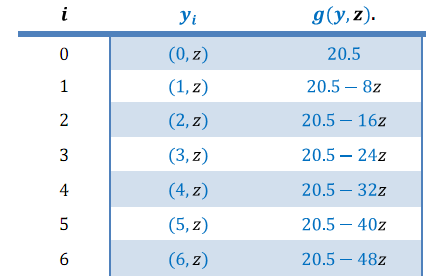 i yᵢ g(y, z).
0 (0, z) 20.5
1 (1, z) 20.5 − 8z
2 (2, z) 20.5 − 16z
3 (3, z) 20.5 − 24z
4 (4, z) 20.5 − 32z
5 (5, z) 20.5 − 40z
6 (6, z) 20.5 − 48z